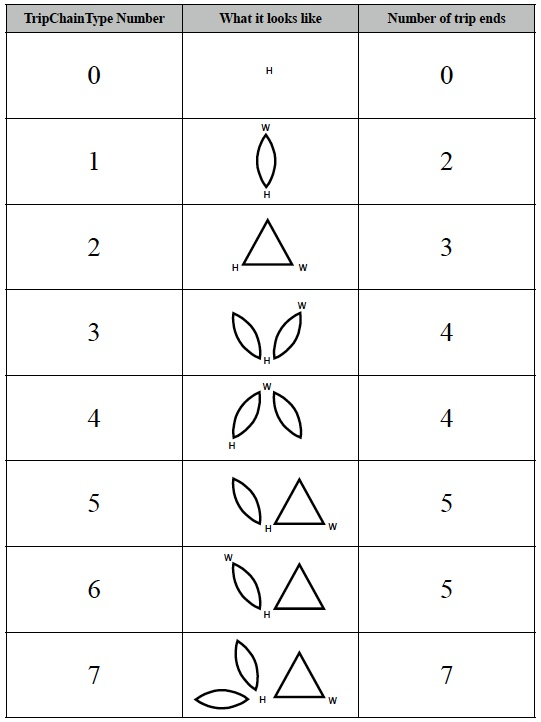 TripChainType Number What it looks like Number of trip ends
0 H 0
W
1 2
H
2 3
H W
W
3 4
H
W
4 4
H
5 5
H W
W
6 5
H
7 7
H W